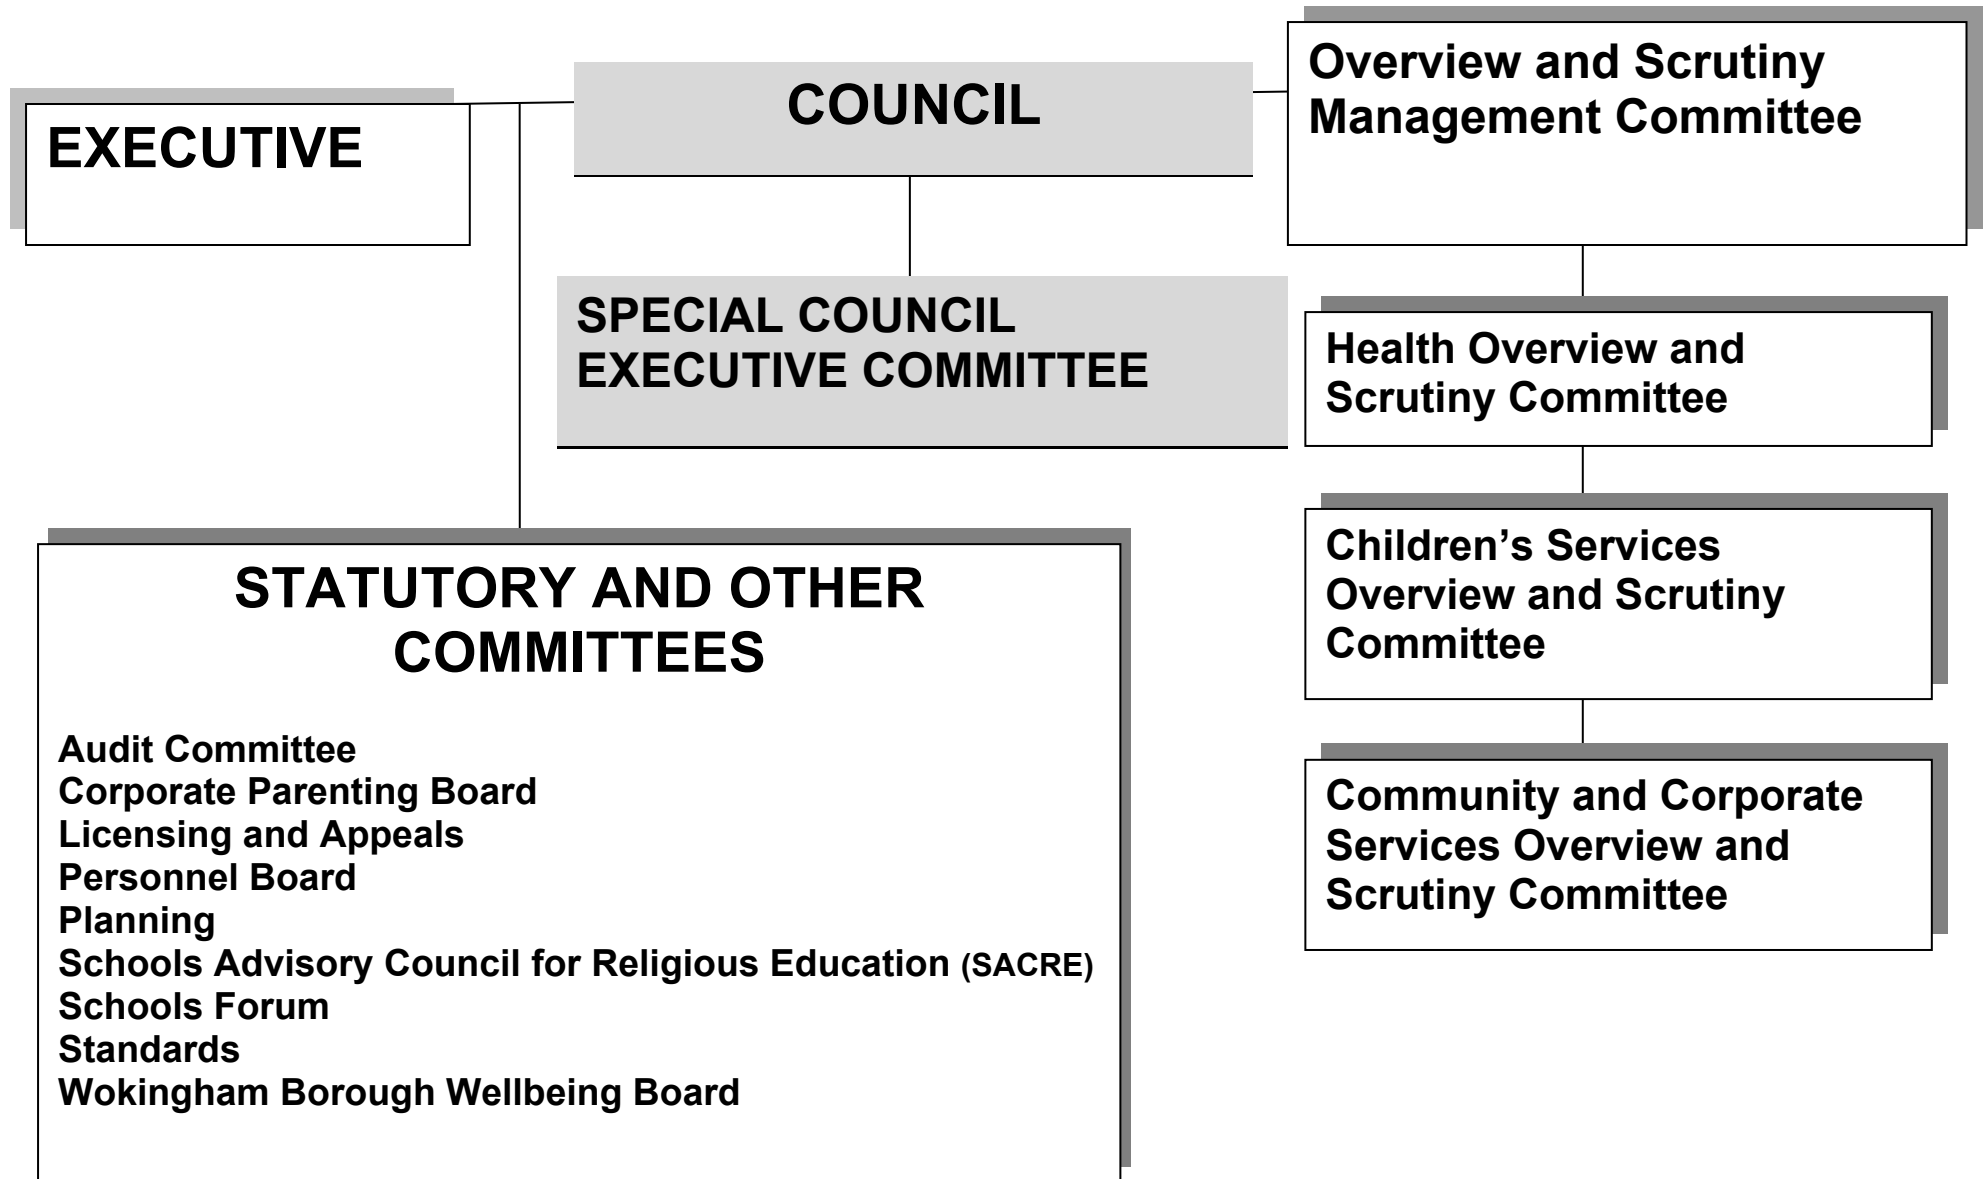 EXECUTIVE
COUNCIL
Overview and Scrutiny
Management Committee
SPECIAL COUNCIL
EXECUTIVE COMMITTEE
Health Overview and
Scrutiny Committee
Children’s Services
Overview and Scrutiny
Committee
Community and Corporate
Services Overview and
Scrutiny Committee
STATUTORY AND OTHER
COMMITTEES
Audit Committee
Corporate Parenting Board
Licensing and Appeals
Personnel Board
Planning
Schools Advisory Council for Religious Education (SACRE)
Schools Forum
Standards
Wokingham Borough Wellbeing Board